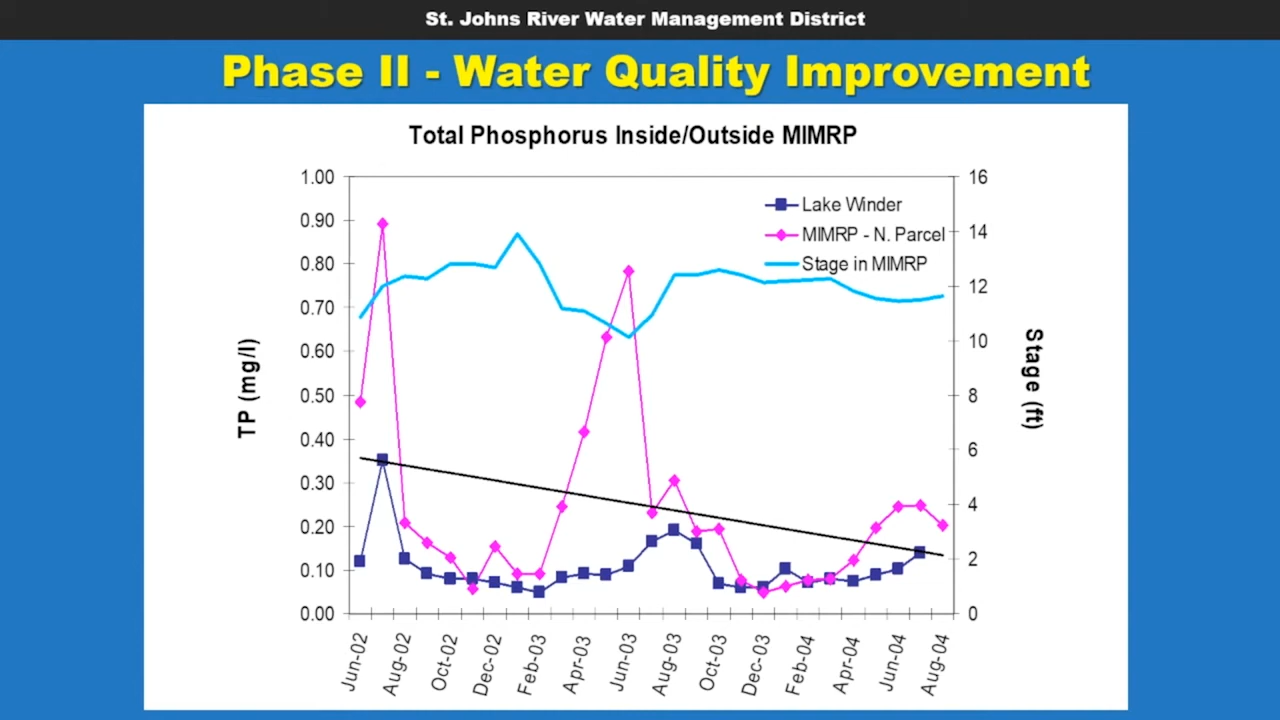 St. Johns River Water Management District
Phase II - Water Quality Improvement
Total Phosphorus Inside/Outside MIMRP
1.00
0.90
0.80
0.70
0.60
0.50
0.40
0.30
0.20
0.10
0.00
TP (mg/l)
16
14
12
10
8
6
4
2
0
Stage (ft)
Lake Winder
MIMRP - N. Parcel
Stage in MIMRP
Jun-02
Aug-02
Oct-02
Dec-02
Feb-03
Apr-03
Jun-03
Aug-03
Oct-03
Dec-03
Feb-04
Apr-04
Jun-04
Aug-04